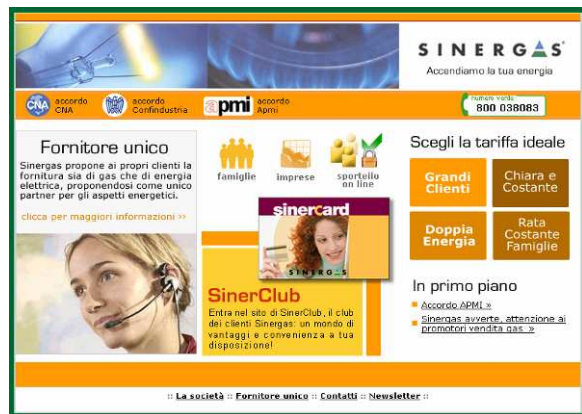 SINERGAS
Accendiamo la tua energia
CNA
accordo
CNA
accordo
Confindustria
apmi
accordo
Apmi
numero verde
800 038083
Fornitore unico
Sinergas propone ai propri clienti la
fornitura sia di gas che di energia
elettrica, proponendosi come unico
partner per gli aspetti energetici.
clicca per maggiori informazioni »
famiglie
imprese
sportello
on line
sinercard
SINERGAS
SinerClub
Entra nel sito di SinerClub, il club
dei clienti Sinergas: un mondo di
vantaggi e convenienza a tua
disposizione!
Scegli la tariffa ideale
Grandi
Clienti
Chiara e
Costante
Doppia
Energia
Rata
Costante
Famiglie
In primo piano
Accordo APMI »
Sinergas avverte, attenzione ai
promotori vendita gas »
:: La società :: Fornitore unico :: Contatti :: Newsletter ::